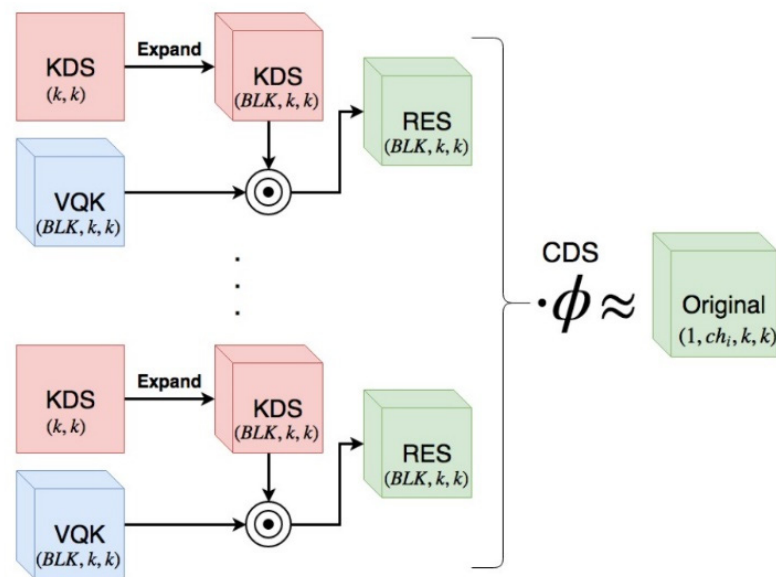 KDS
(k, k)
Expand
KDS
(BLK, k, k)
RES
(BLK, k, k)
VQK
(BLK, k, k)
CDS
· ϕ ≈
Original
(1, ch_i, k, k)
KDS
(k, k)
Expand
KDS
(BLK, k, k)
RES
(BLK, k, k)
VQK
(BLK, k, k)